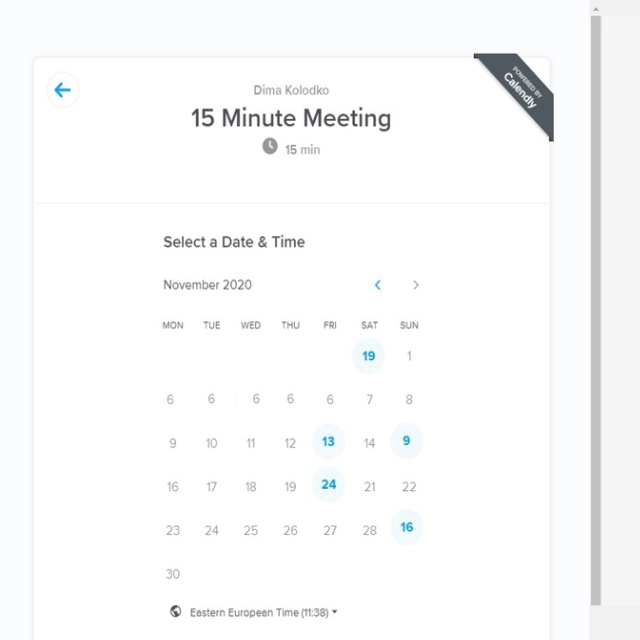 POWERED BY
Calendly
Dima Kolodko
15 Minute Meeting
15 min
Select a Date & Time
November 2020
MON TUE WED THU FRI SAT SUN
19 1
6 6 6 6 6 7 8
9 10 11 12 13 14 9
16 17 18 19 24 21 22
23 24 25 26 27 28 16
30
Eastern European Time (11:38)